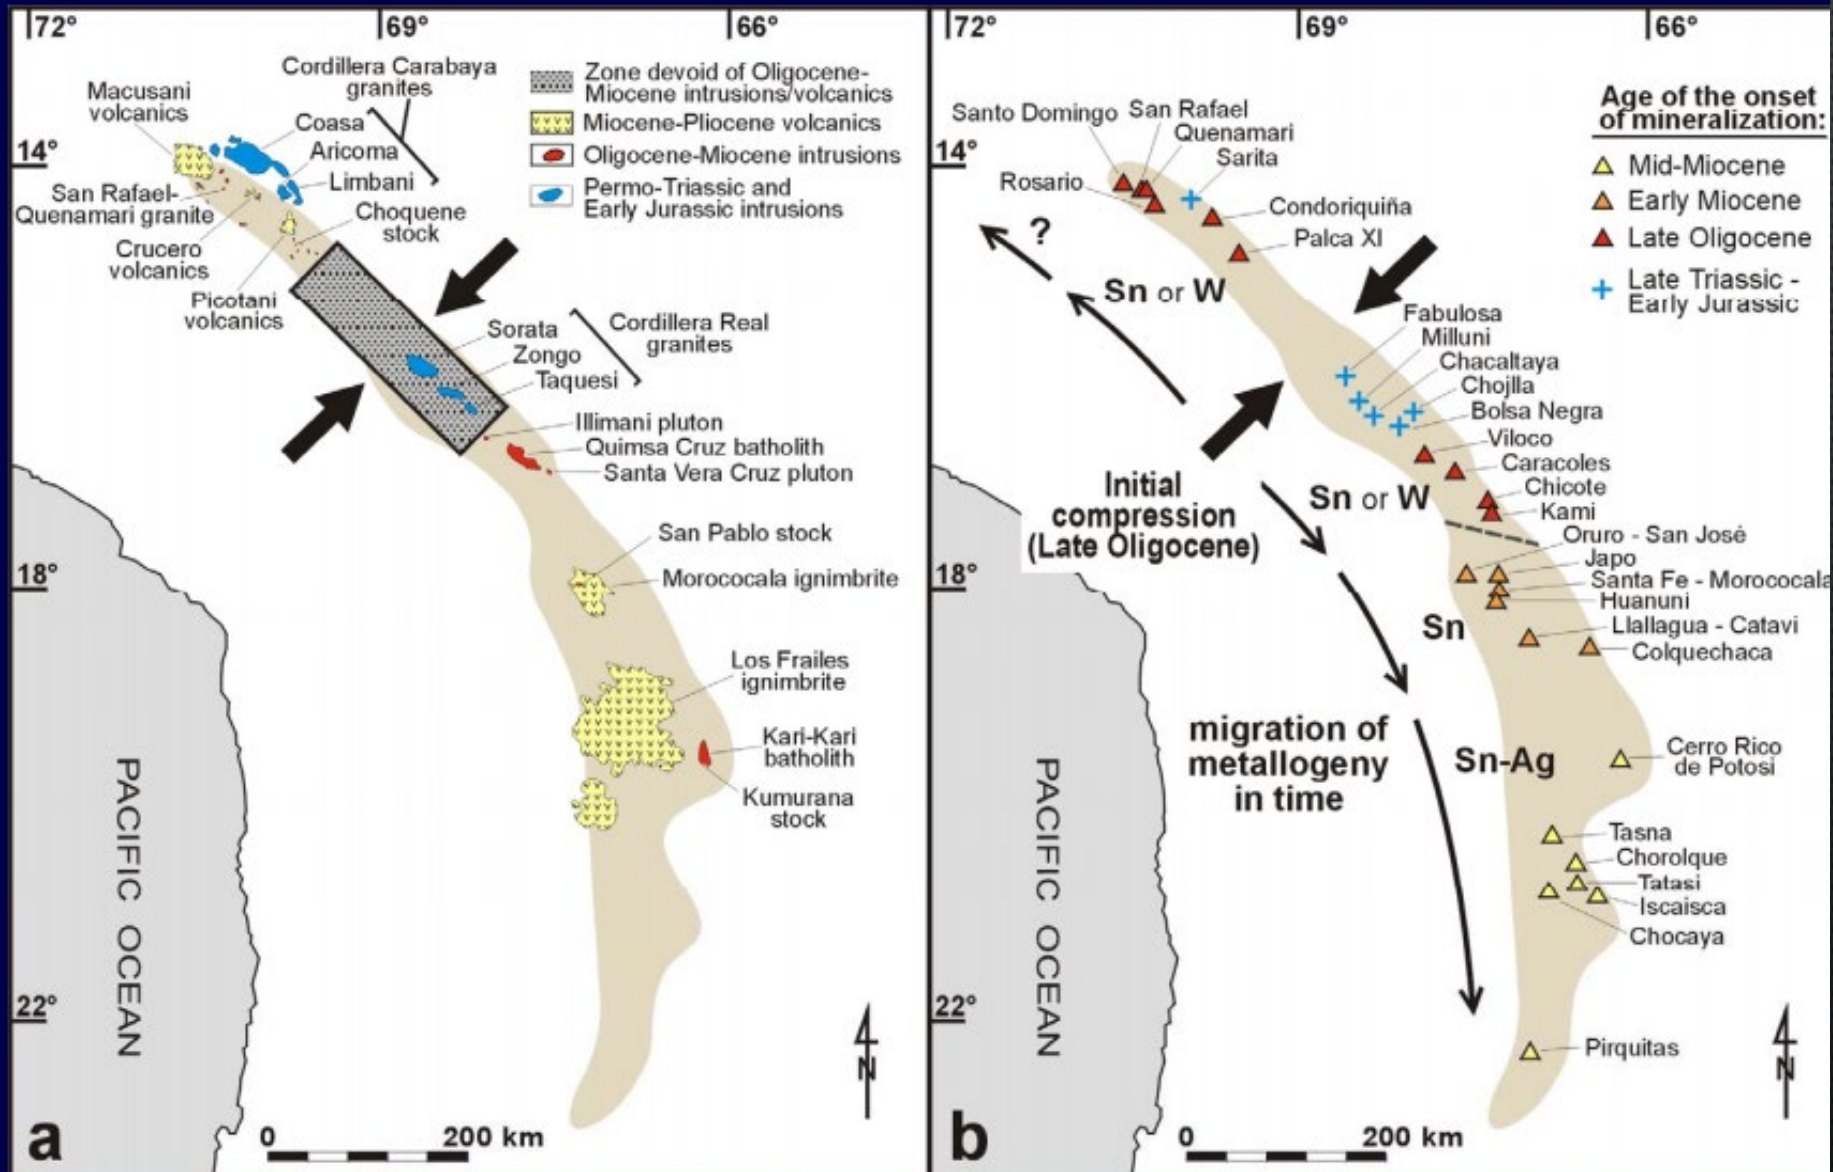 72°
69°
66°
14°
18°
22°
Macusani
volcanics
Cordillera Carabaya
granites
Coasa
Aricoma
Limbani
San Rafael-
Quenamari granite
Choquene
stock
Crucero
volcanics
Picotani
volcanics
Zone devoid of Oligocene-
Miocene intrusions/volcanics
Miocene-Pliocene volcanics
Oligocene-Miocene intrusions
Permo-Triassic and
Early Jurassic intrusions
Sorata
Zongo
Taquesi
Cordillera Real
granites
Illimani pluton
Quimsa Cruz batholith
Santa Vera Cruz pluton
San Pablo stock
Morococala ignimbrite
Los Frailes
ignimbrite
Kari-Kari
batholith
Kumurana
stock
PACIFIC OCEAN
N
a
0 200 km
72°
69°
66°
14°
18°
22°
Santo Domingo
San Rafael
Quenamari
Sarita
Rosario
Condoriquiña
Palca XI
?
Sn or W
Age of the onset
of mineralization:
Mid-Miocene
Early Miocene
Late Oligocene
Late Triassic -
Early Jurassic
Fabulosa
Milluni
Chacaltaya
Chojlla
Bolsa Negra
Viloco
Caracoles
Chicote
Kami
Initial
compression
(Late Oligocene)
Sn or W
Oruro - San José
Japo
Santa Fe - Morococala
Huanuni
Llallagua - Catavi
Colquechaca
Sn
migration of
metallogeny
in time
Sn-Ag
Cerro Rico
de Potosi
Tasna
Chorolque
Tatasi
Iscaisca
Chocaya
Pirquitas
PACIFIC OCEAN
N
b
0 200 km